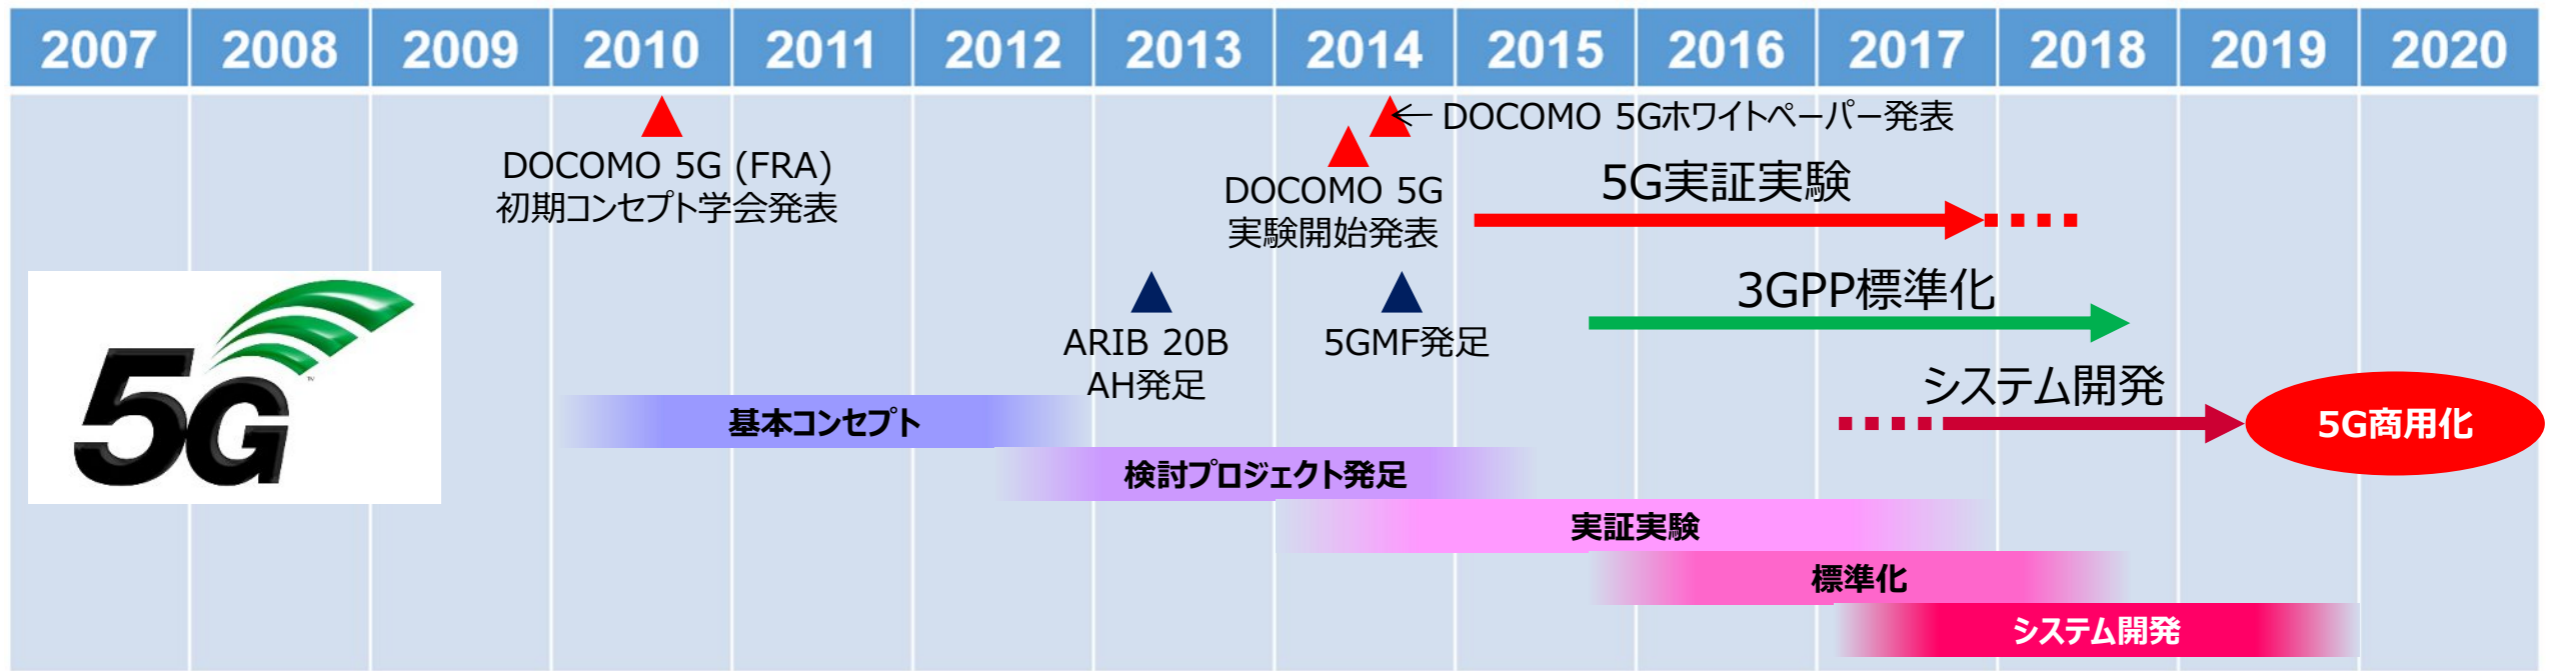 2007 2008 2009 2010 2011 2012 2013 2014 2015 2016 2017 2018 2019 2020
DOCOMO 5Gホワイトペーパー発表
DOCOMO 5G (FRA)
初期コンセプト学会発表
DOCOMO 5G
実験開始発表
5G実証実験
3GPP標準化
ARIB 20B
AH発足
5GMF発足
システム開発
5G商用化
5G
TM
基本コンセプト
検討プロジェクト発足
実証実験
標準化
システム開発